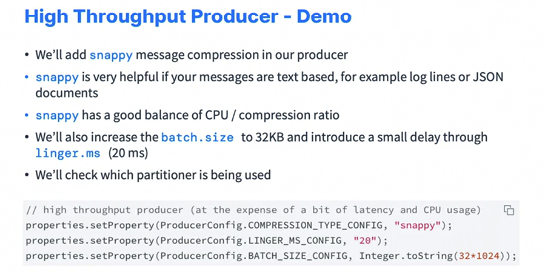 High Throughput Producer - Demo
• We'll add snappy message compression in our producer
• snappy is very helpful if your messages are text based, for example log lines or JSON
documents
• snappy has a good balance of CPU / compression ratio
• We'll also increase the batch.size to 32KB and introduce a small delay through
linger.ms (20 ms)
• We'll check which partitioner is being used
// high throughput producer (at the expense of a bit of latency and CPU usage)
properties.setProperty(ProducerConfig.COMPRESSION_TYPE_CONFIG, "snappy");
properties.setProperty(ProducerConfig.LINGER_MS_CONFIG, "20");
properties.setProperty(ProducerConfig.BATCH_SIZE_CONFIG, Integer.toString(32*1024));